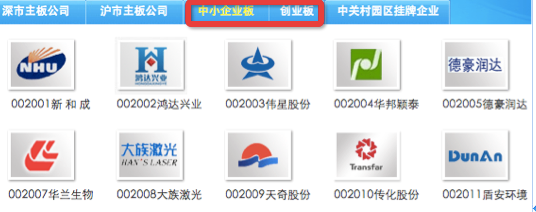 深市主板公司 沪市主板公司 中小企业板 创业板 中关村园区挂牌企业
NHU 鸿达兴业 德豪润达
002001新 和 成 002002鸿达兴业 002003伟星股份 002004华邦颖泰 002005德豪润达
大族激光 HAN'S LASER Transfar DunAn
002007华兰生物 002008大族激光 002009天奇股份 002010传化股份 002011盾安环境